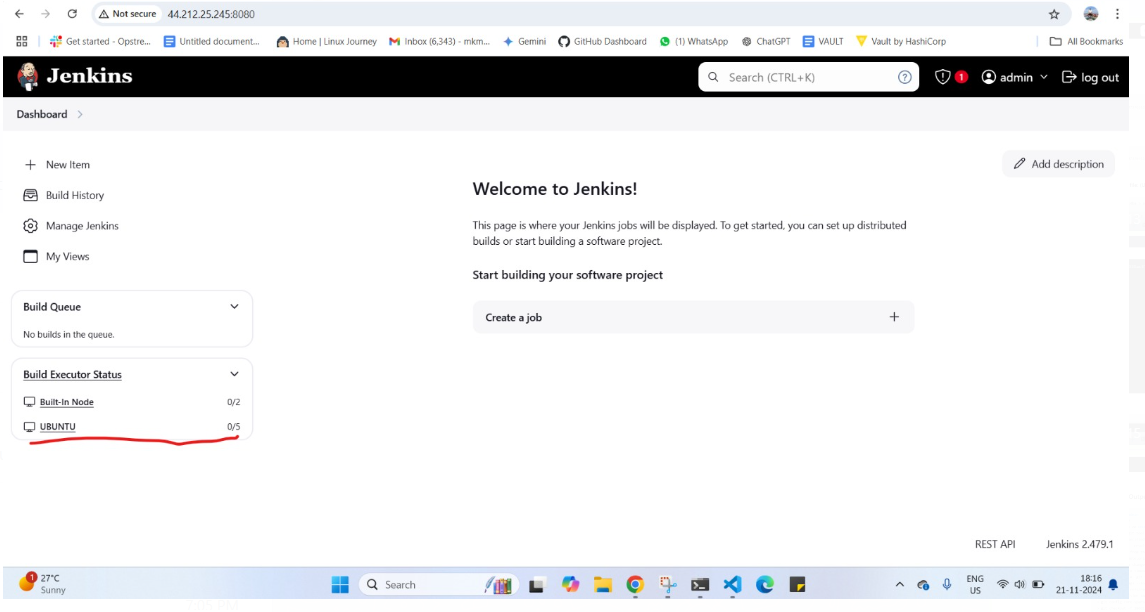 Not secure 44.212.25.245:8080
Get started - Opstre... Untitled document... Home | Linux Journey Inbox (6,343) - mkm... Gemini GitHub Dashboard (1) WhatsApp ChatGPT VAULT Vault by HashiCorp All Bookmarks
Jenkins Search (CTRL+K) ? 1 admin log out
Dashboard >
New Item
Add description
Build History
Manage Jenkins
My Views
Welcome to Jenkins!
This page is where your Jenkins jobs will be displayed. To get started, you can set up distributed
builds or start building a software project.
Start building your software project
Create a job +
Build Queue
No builds in the queue.
Build Executor Status
Built-In Node 0/2
UBUNTU 0/5
REST API Jenkins 2.479.1
1 27°C
Sunny
Search
ENG
US
18:16
21-11-2024